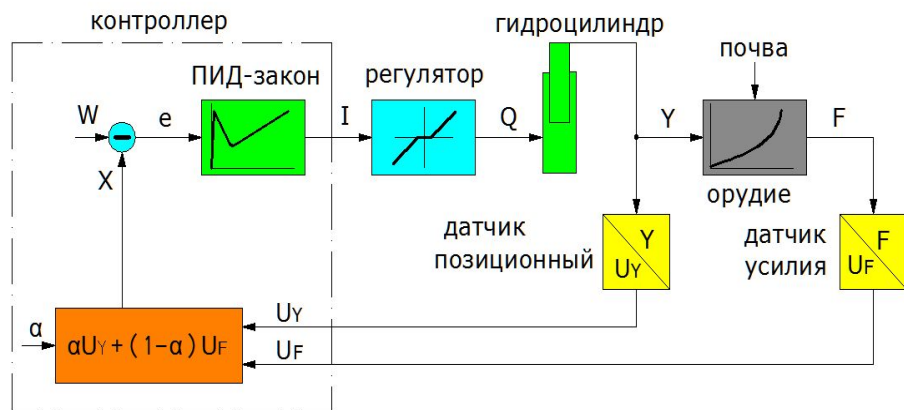 контроллер
гидроцилиндр
ПИД-закон
регулятор
почва
W
e
I
Q
Y
F
X
орудие
датчик
позиционный
Y
UY
датчик
усилия
F
UF
α
αUY + (1-α) UF
UY
UF